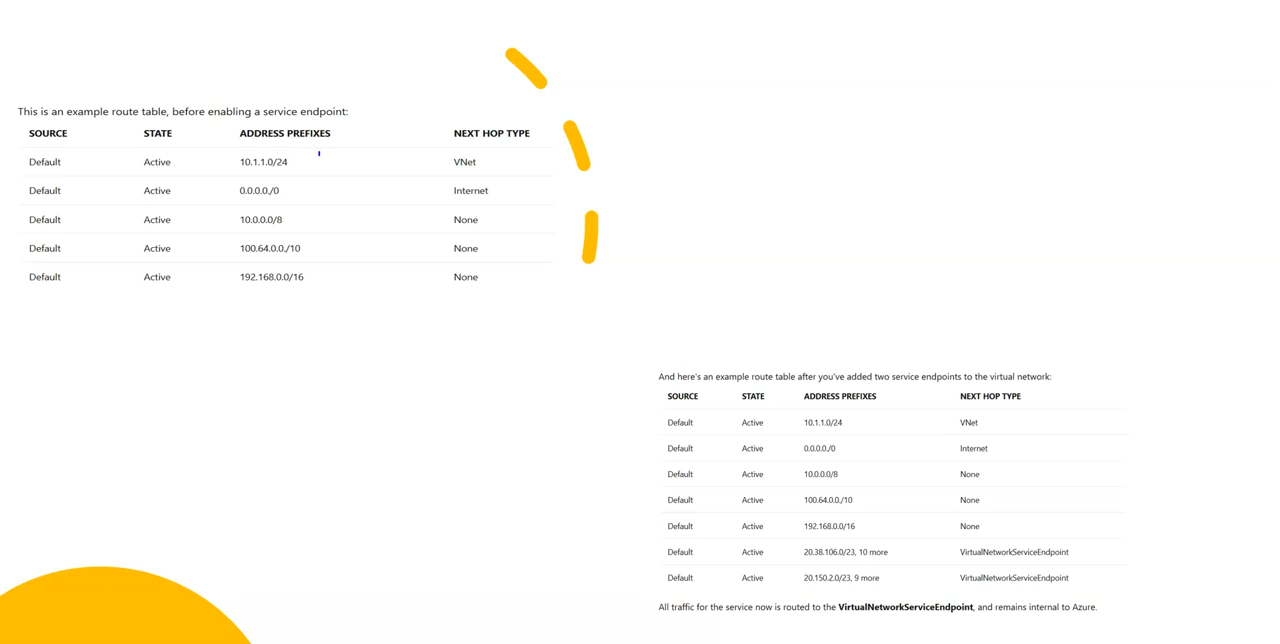 This is an example route table, before enabling a service endpoint:
SOURCE STATE ADDRESS PREFIXES NEXT HOP TYPE
Default Active 10.1.1.0/24 VNet
Default Active 0.0.0.0./0 Internet
Default Active 10.0.0.0/8 None
Default Active 100.64.0.0./10 None
Default Active 192.168.0.0/16 None
And here's an example route table after you've added two service endpoints to the virtual network:
SOURCE STATE ADDRESS PREFIXES NEXT HOP TYPE
Default Active 10.1.1.0/24 VNet
Default Active 0.0.0.0./0 Internet
Default Active 10.0.0.0/8 None
Default Active 100.64.0.0./10 None
Default Active 192.168.0.0/16 None
Default Active 20.38.106.0/23, 10 more VirtualNetworkServiceEndpoint
Default Active 20.150.2.0/23, 9 more VirtualNetworkServiceEndpoint
All traffic for the service now is routed to the VirtualNetworkServiceEndpoint, and remains internal to Azure.